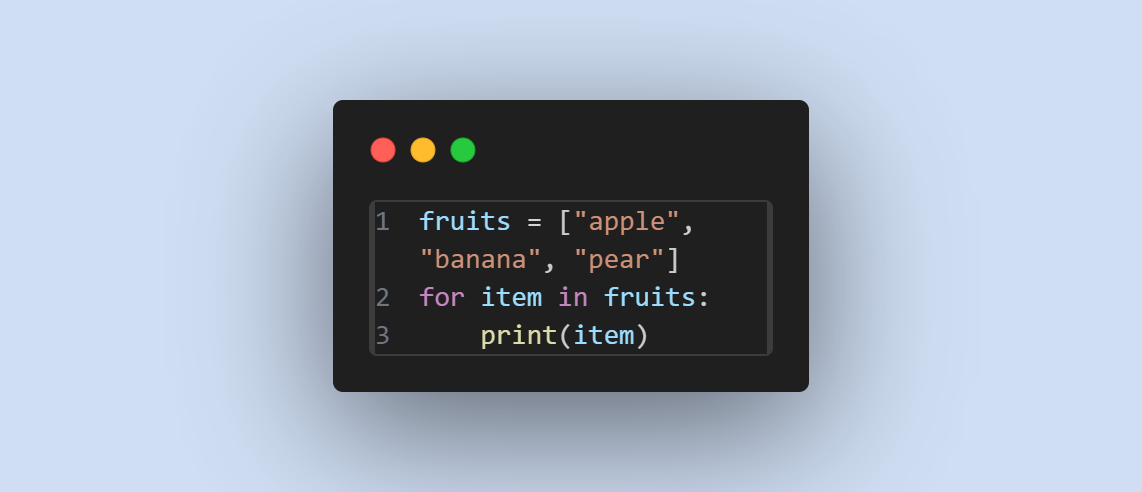 1 fruits = ["apple",
"banana", "pear"]
2 for item in fruits:
3     print(item)